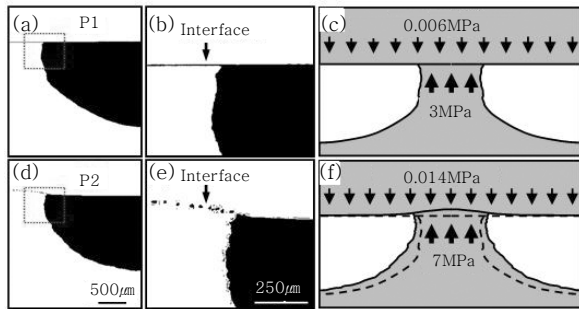 (a) P1
(b) Interface
(c) 0.006MPa
3MPa
(d) P2
500㎛
(e) Interface
250㎛
(f) 0.014MPa
7MPa